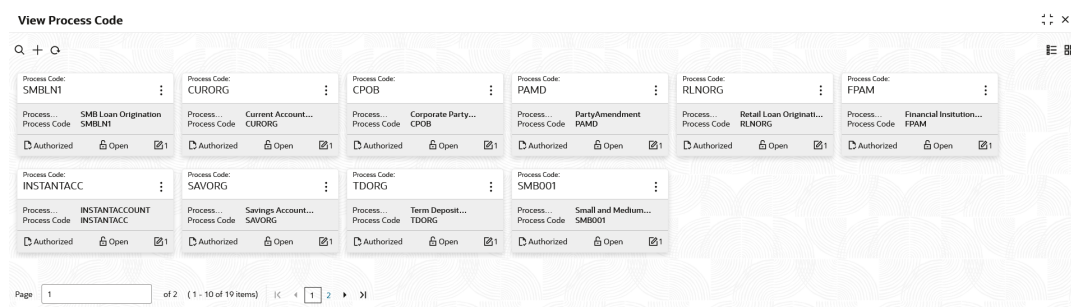 View Process Code
Process Code:
SMBLN1
Process... SMB Loan Origination
Process Code SMBLN1
Authorized Open 1
Process Code:
CURORG
Process... Current Account...
Process Code CURORG
Authorized Open 1
Process Code:
CPOB
Process... Corporate Party...
Process Code CPOB
Authorized Open 1
Process Code:
PAMD
Process... PartyAmendment
Process Code PAMD
Authorized Open 1
Process Code:
RLNORG
Process... Retail Loan Originati...
Process Code RLNORG
Authorized Open 1
Process Code:
FPAM
Process... Financial Insitution...
Process Code FPAM
Authorized Open 1
Process Code:
INSTANTACC
Process... INSTANTACCOUNT
Process Code INSTANTACC
Authorized Open 1
Process Code:
SAVORG
Process... Savings Account...
Process Code SAVORG
Authorized Open 1
Process Code:
TDORG
Process... Term Deposit...
Process Code TDORG
Authorized Open 1
Process Code:
SMB001
Process... Small and Medium...
Process Code SMB001
Authorized Open 1
Page 1 of 2 (1 - 10 of 19 items) 1 2